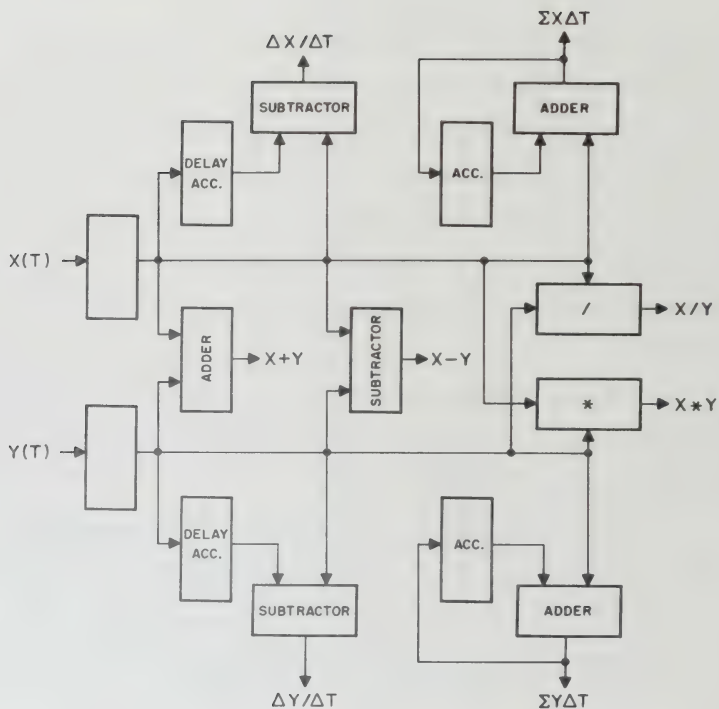 ΔX/ΔT
ΣXΔT
SUBTRACTOR
ADDER
DELAY
ACC.
ACC.
X(T)
/
X/Y
ADDER
X+Y
SUBTRACTOR
X-Y
*
X*Y
Y(T)
DELAY
ACC.
ACC.
SUBTRACTOR
ADDER
ΔY/ΔT
ΣYΔT